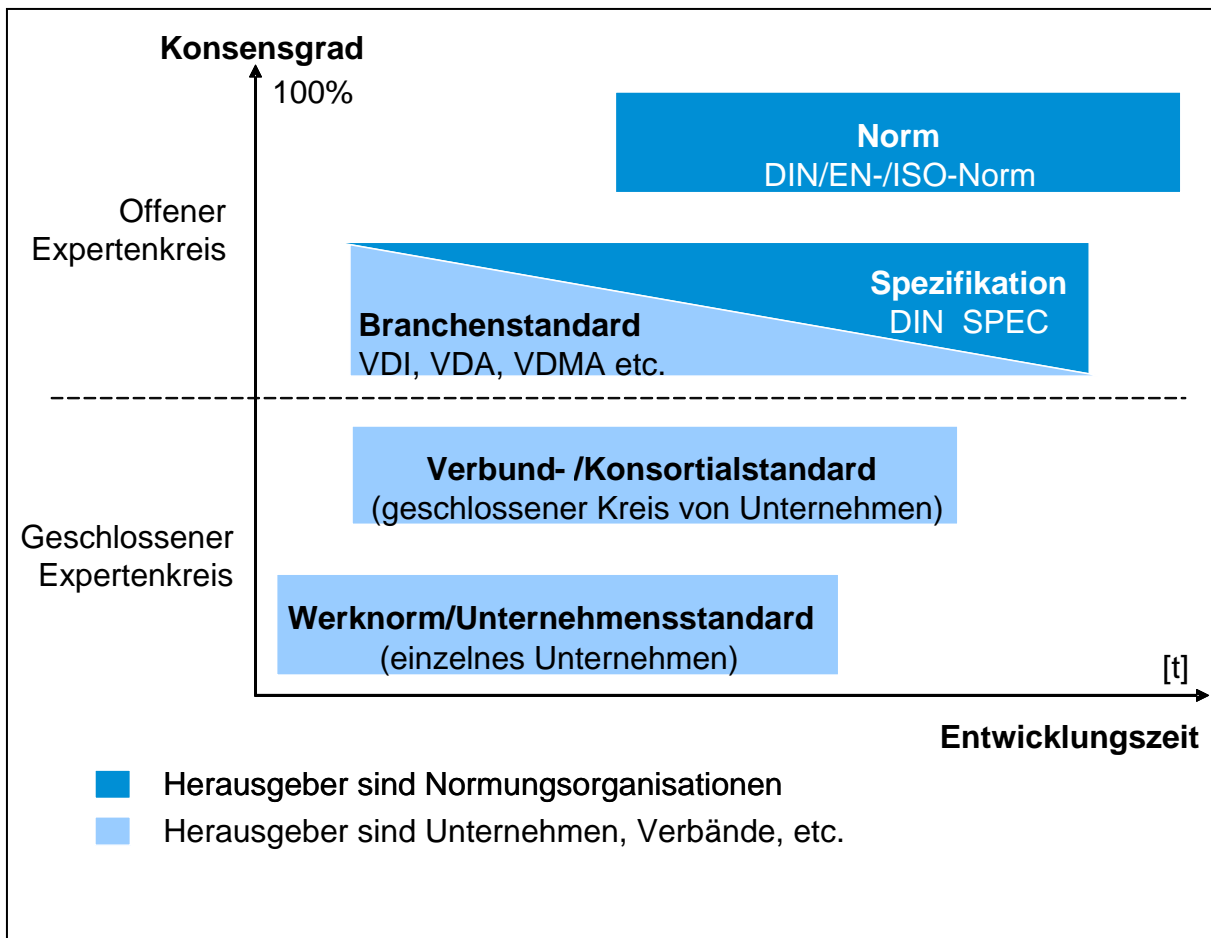 Konsensgrad
100%
Norm
DIN/EN-/ISO-Norm
Offener
Expertenkreis
Spezifikation
DIN SPEC
Branchenstandard
VDI, VDA, VDMA etc.
Verbund- /Konsortialstandard
(geschlossener Kreis von Unternehmen)
Geschlossener
Expertenkreis
Werknorm/Unternehmensstandard
(einzelnes Unternehmen)
[t]
Entwicklungszeit
Herausgeber sind Normungsorganisationen
Herausgeber sind Unternehmen, Verbände, etc.